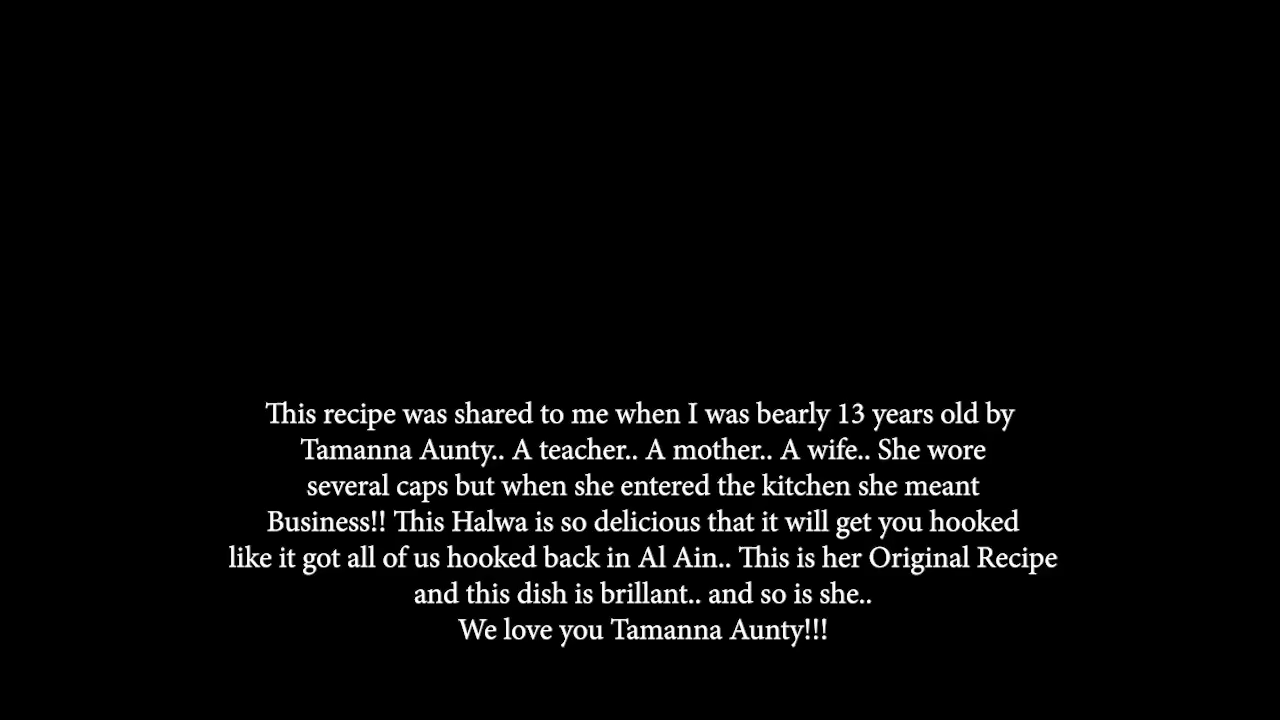 This recipe was shared to me when I was bearly 13 years old by
Tamanna Aunty.. A teacher.. A mother.. A wife.. She wore
several caps but when she entered the kitchen she meant
Business!! This Halwa is so delicious that it will get you hooked
like it got all of us hooked back in Al Ain.. This is her Original Recipe
and this dish is brillant.. and so is she..
We love you Tamanna Aunty!!!